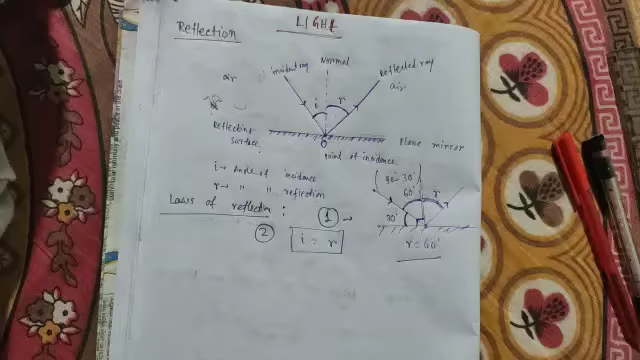 LIGHt
Reflection
incident ray Normal Reflected ray
air
air
i r
Reflecting
surface
O
Plane mirror
point of incidence
i → Angle of incidence
r → " " reflection
(90 - 30°)
60° r
30°
r = 60°
Laws of reflection : ① →
② i = r